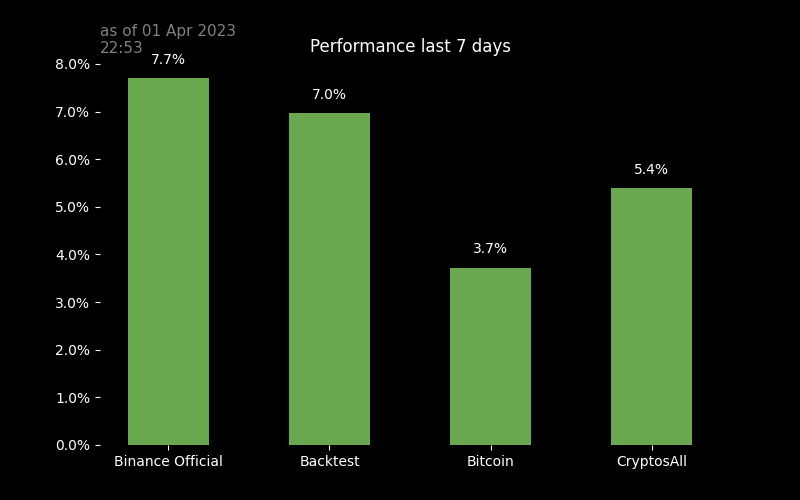 as of 01 Apr 2023
22:53
Performance last 7 days
8.0%
7.0%
6.0%
5.0%
4.0%
3.0%
2.0%
1.0%
0.0%
7.7%
7.0%
3.7%
5.4%
Binance Official
Backtest
Bitcoin
CryptosAll